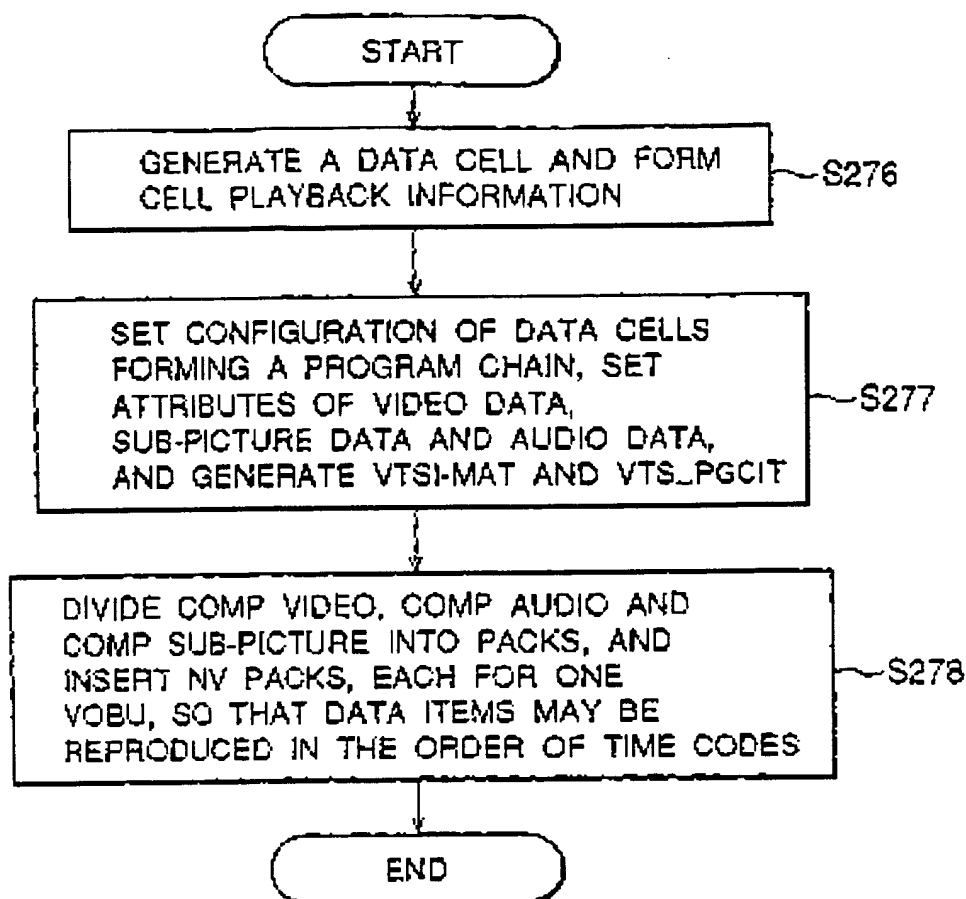 START
GENERATE A DATA CELL AND FORM
CELL PLAYBACK INFORMATION
S276
SET CONFIGURATION OF DATA CELLS
FORMING A PROGRAM CHAIN, SET
ATTRIBUTES OF VIDEO DATA,
SUB-PICTURE DATA AND AUDIO DATA,
AND GENERATE VTSI-MAT AND VTS_PGCIT
S277
DIVIDE COMP VIDEO, COMP AUDIO AND
COMP SUB-PICTURE INTO PACKS, AND
INSERT NV PACKS, EACH FOR ONE
VOBU, SO THAT DATA ITEMS MAY BE
REPRODUCED IN THE ORDER OF TIME CODES
S278
END